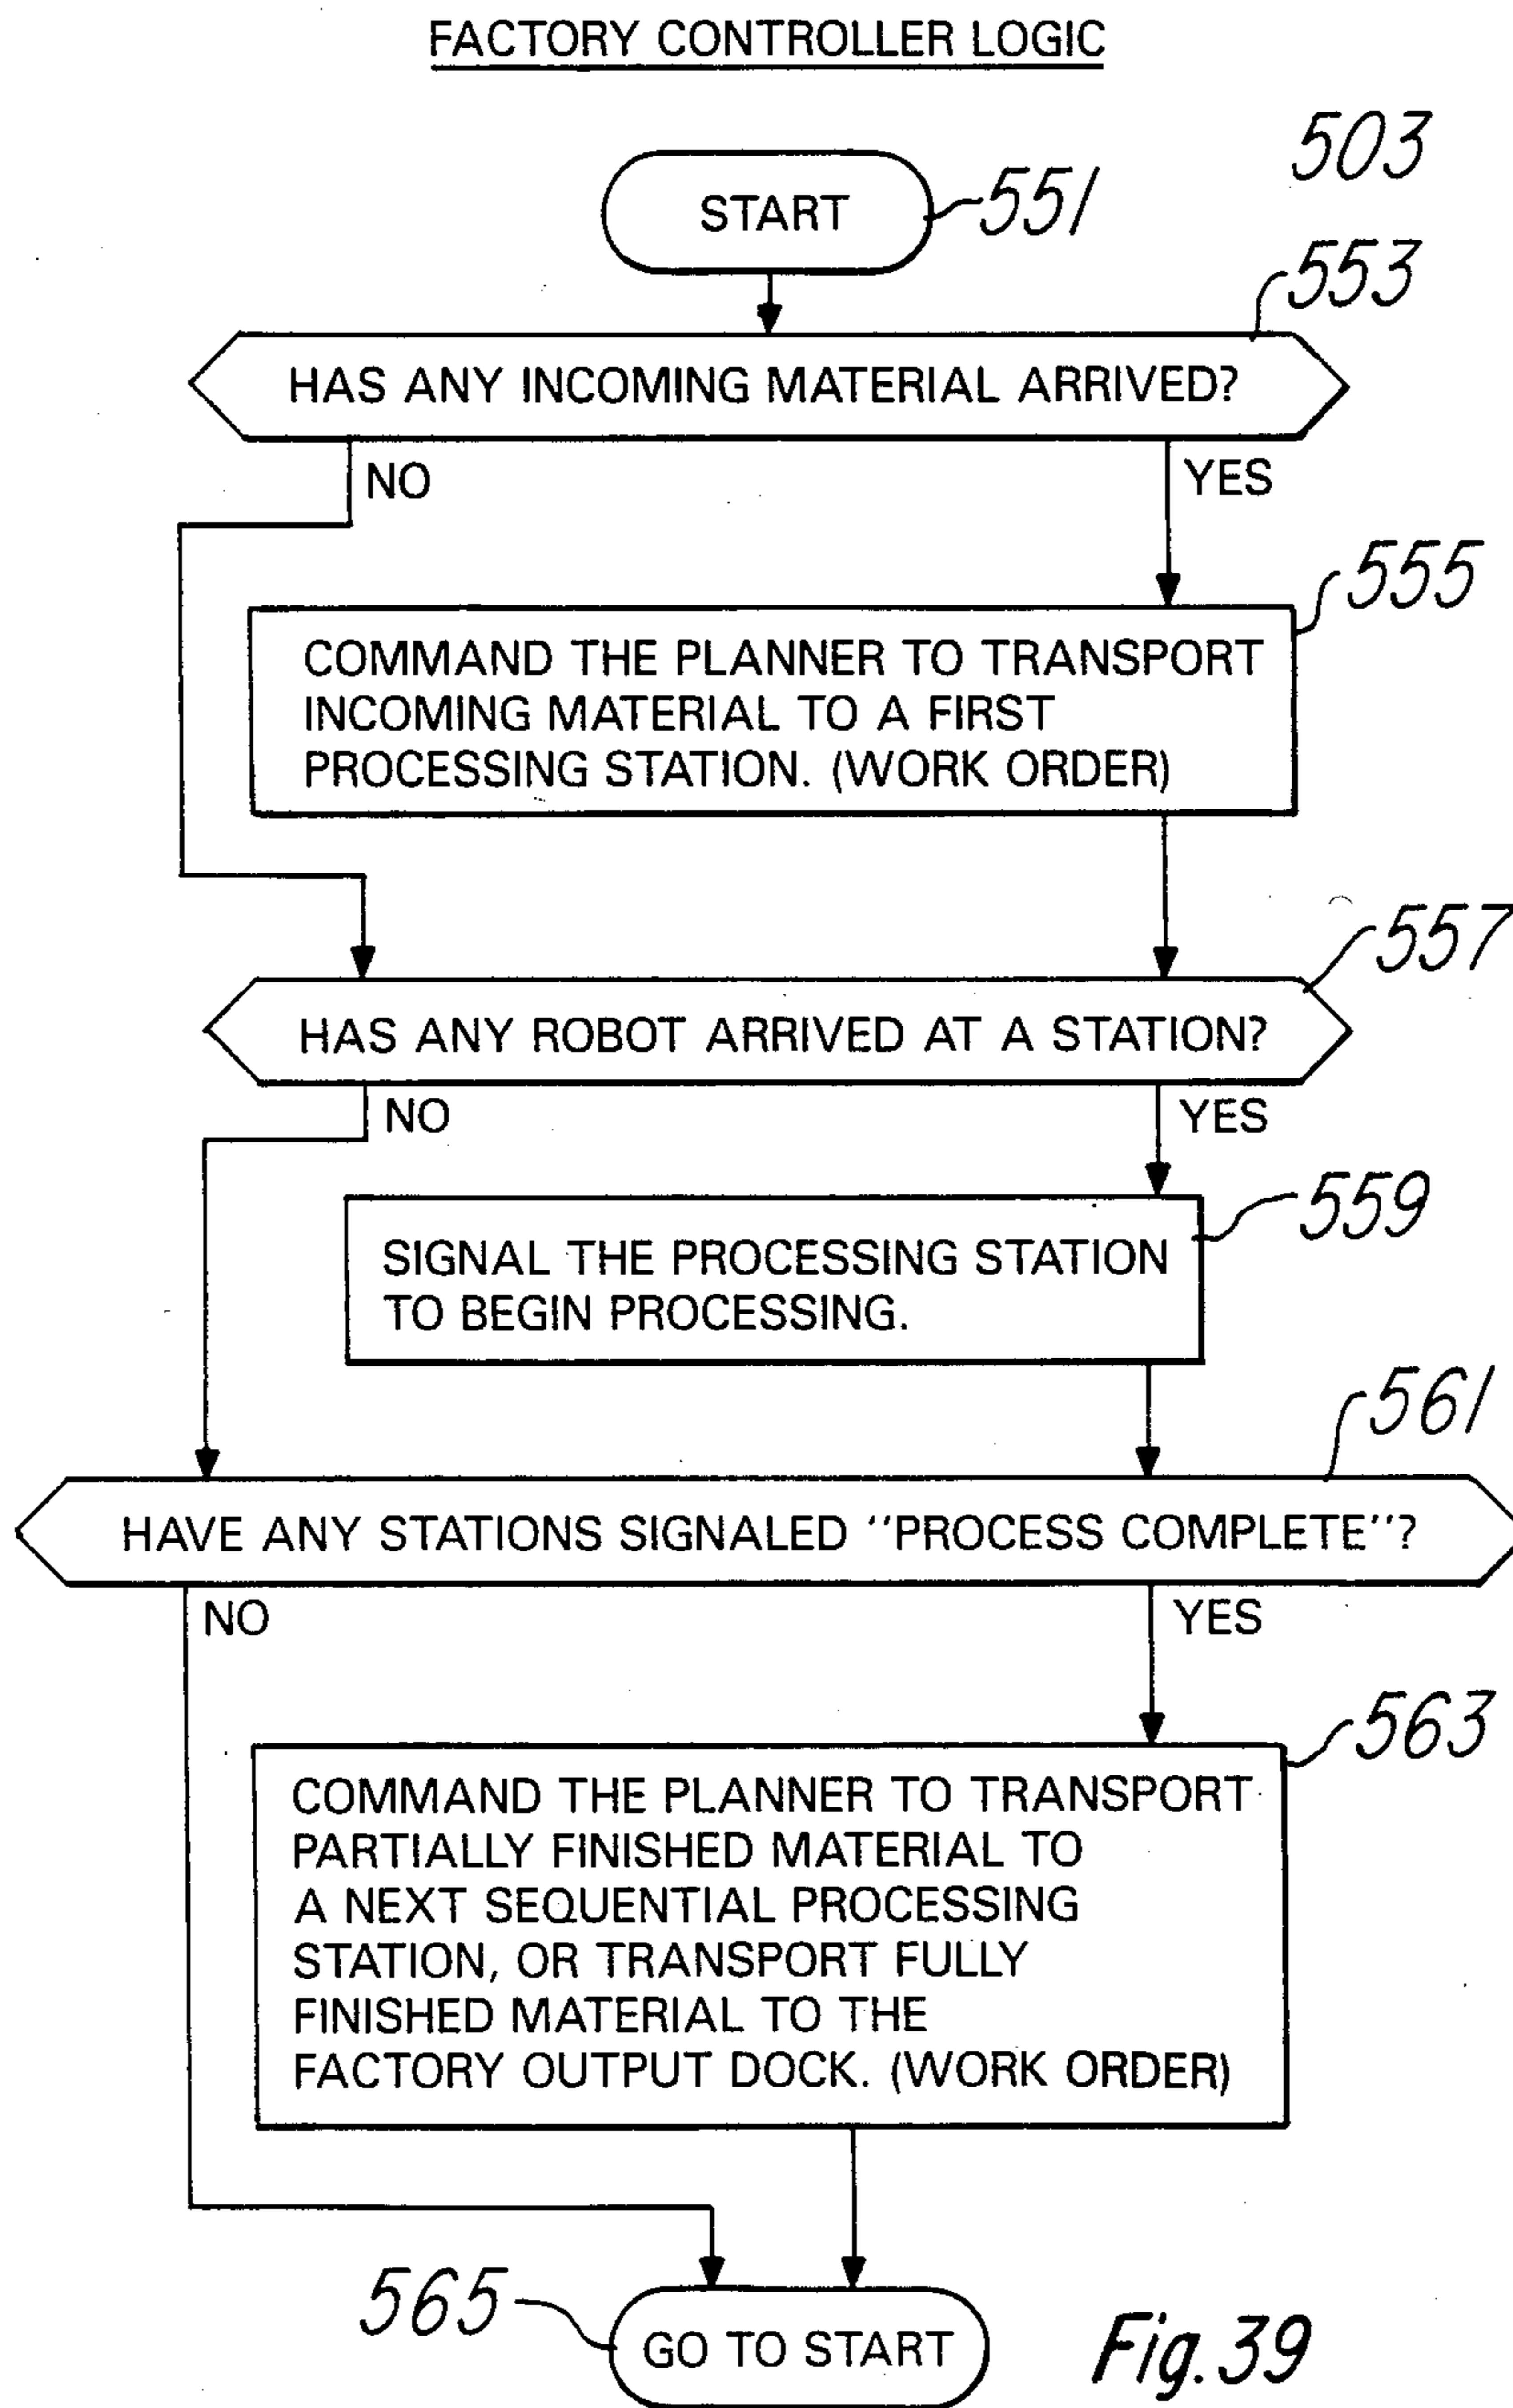 FACTORY CONTROLLER LOGIC
503
START
551
553
HAS ANY INCOMING MATERIAL ARRIVED?
NO
YES
555
COMMAND THE PLANNER TO TRANSPORT
INCOMING MATERIAL TO A FIRST
PROCESSING STATION. (WORK ORDER)
557
HAS ANY ROBOT ARRIVED AT A STATION?
NO
YES
559
SIGNAL THE PROCESSING STATION
TO BEGIN PROCESSING.
561
HAVE ANY STATIONS SIGNALED "PROCESS COMPLETE"?
NO
YES
563
COMMAND THE PLANNER TO TRANSPORT
PARTIALLY FINISHED MATERIAL TO
A NEXT SEQUENTIAL PROCESSING
STATION, OR TRANSPORT FULLY
FINISHED MATERIAL TO THE
FACTORY OUTPUT DOCK. (WORK ORDER)
565
GO TO START
Fig. 39